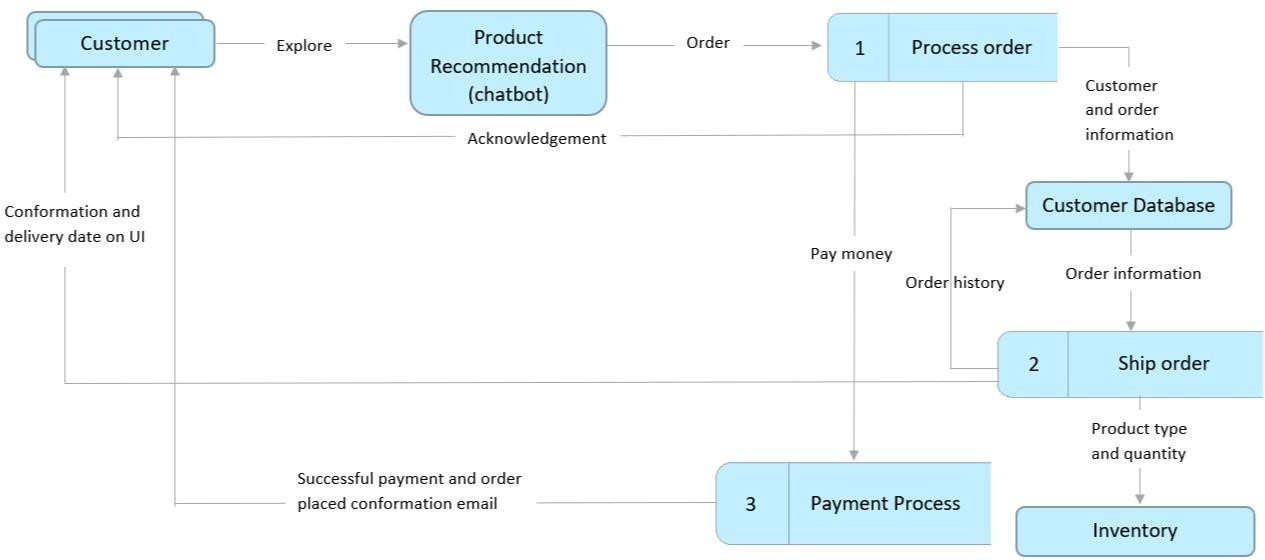 Customer
Explore
Product
Recommendation
(chatbot)
Order
1
Process order
Customer
and order
information
Acknowledgement
Customer Database
Conformation and
delivery date on UI
Pay money
Order history
Order information
2
Ship order
Product type
and quantity
Successful payment and order
placed conformation email
3
Payment Process
Inventory